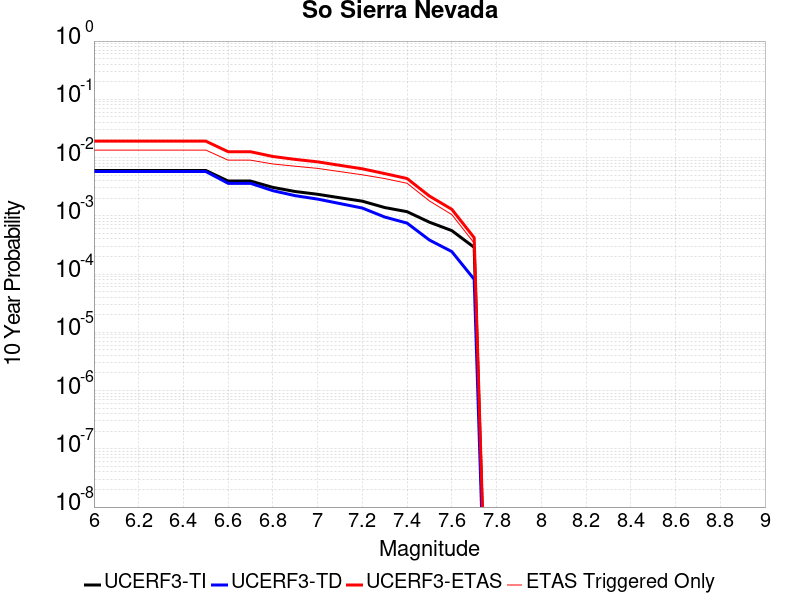 So Sierra Nevada
10 0
10 -1
10 -2
10 -3
10 -4
10 -5
10 -6
10 -7
10 -8
10 Year Probability
6 6.2 6.4 6.6 6.8 7 7.2 7.4 7.6 7.8 8 8.2 8.4 8.6 8.8 9
Magnitude
UCERF3-TI UCERF3-TD UCERF3-ETAS ETAS Triggered Only